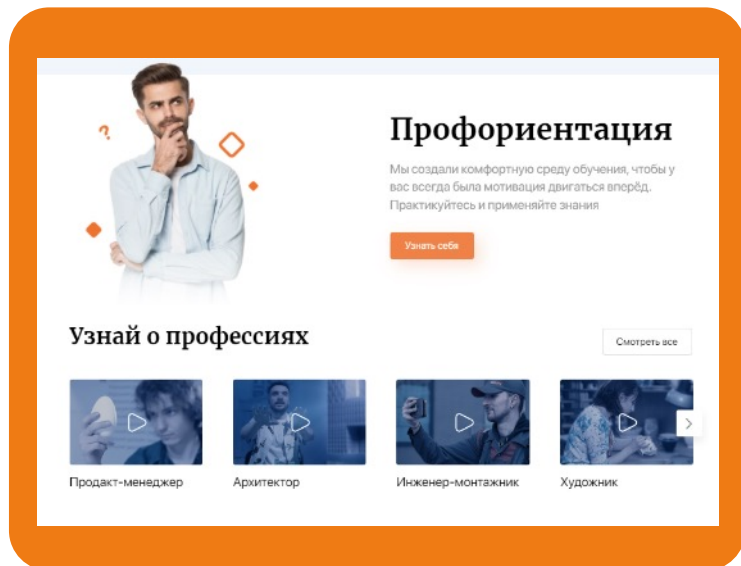 ?
Профориентация
Мы создали комфортную среду обучения, чтобы у
вас всегда была мотивация двигаться вперёд.
Практикуйтесь и применяйте знания
Узнать себя
Узнай о профессиях
Смотреть все
Продакт-менеджер
Архитектор
Инженер-монтажник
Художник